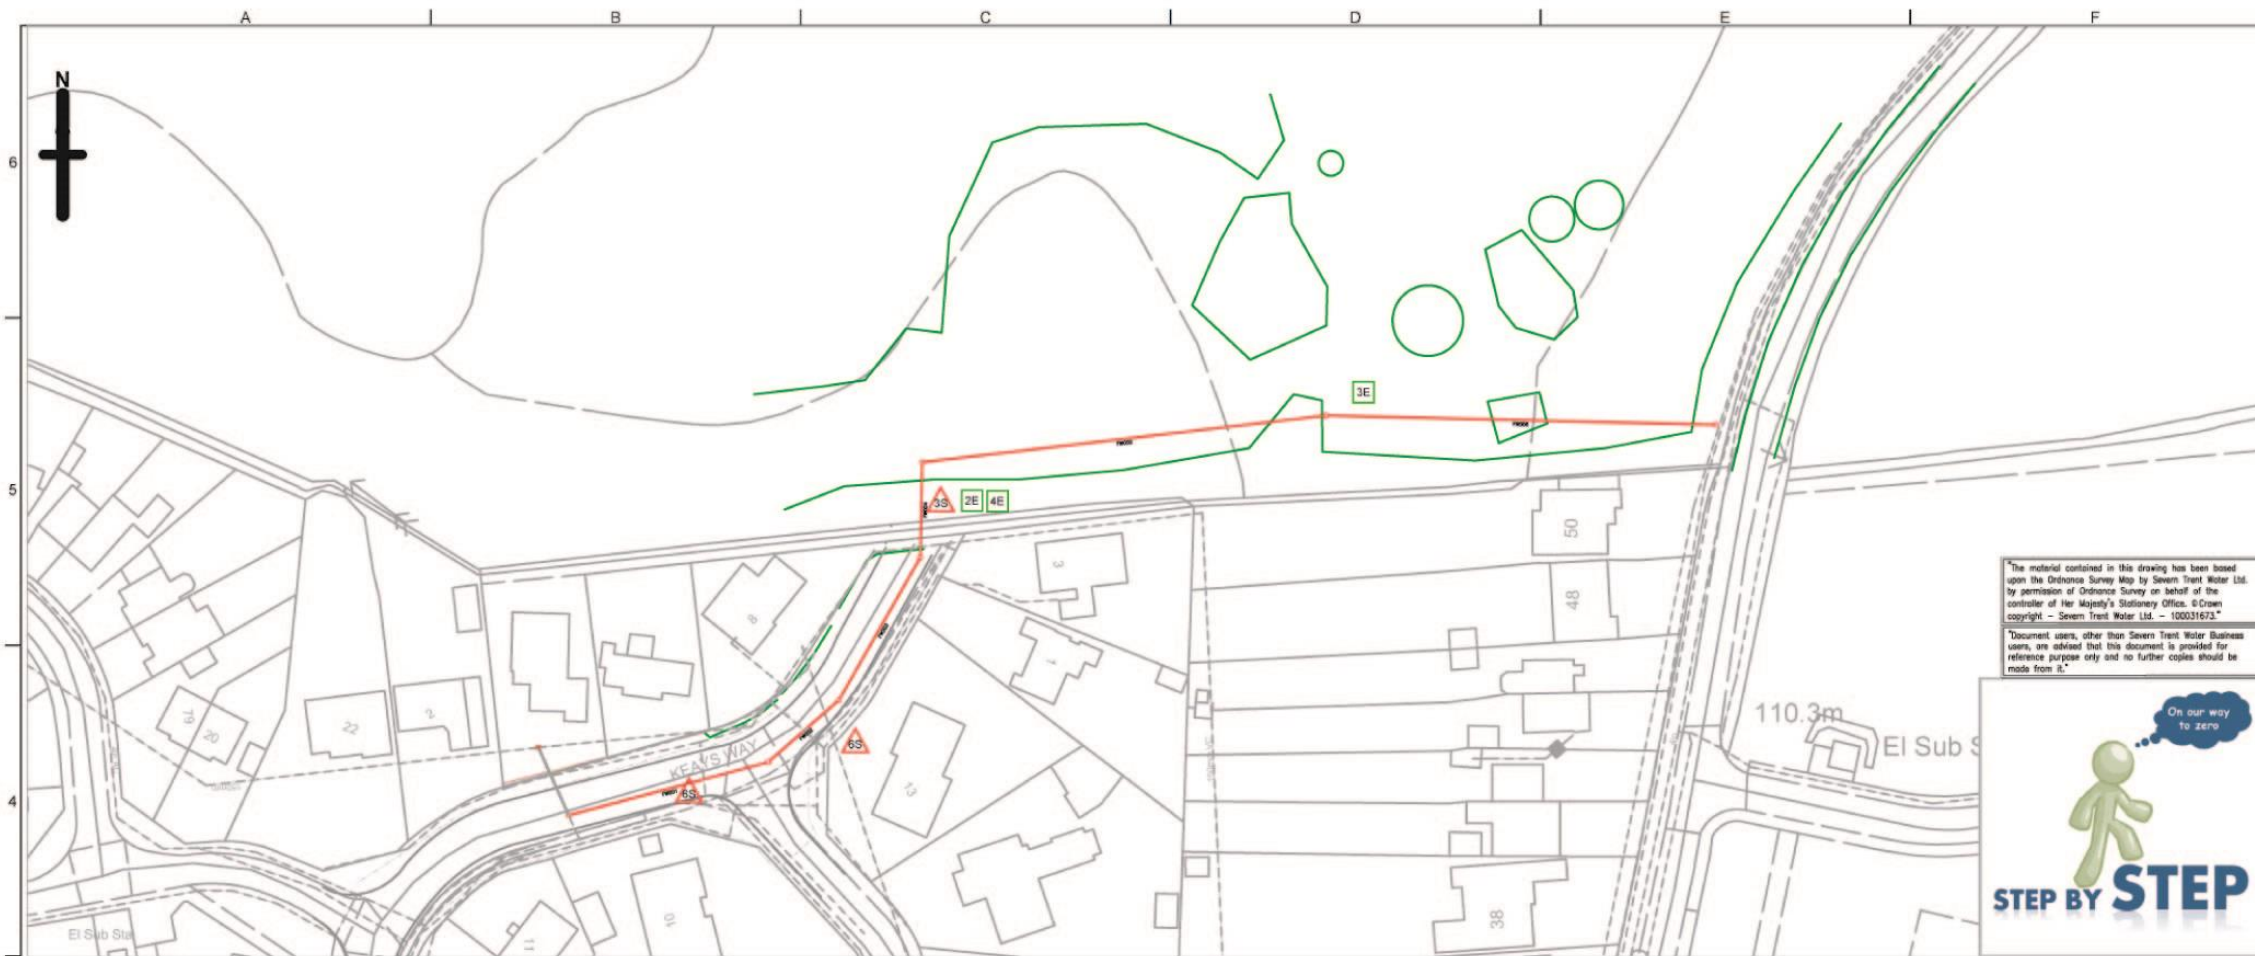 A B C D E F
N
6
3E
5
3S 2E 4E
50
3
8
48
1
"The material contained in this drawing has been based
upon the Ordnance Survey Map by Severn Trent Water Ltd.
by permission of Ordnance Survey on behalf of the
controller of Her Majesty's Stationery Office. © Crown
copyright – Severn Trent Water Ltd. – 100031673."
"Document users, other than Severn Trent Water Business
users, are advised that this document is provided for
reference purpose only and no further copies should be
made from it."
19
20
22
2
KEAYS WAY
6S
6S
13
110.3m
El Sub S
4
On our way
to zero
STEP BY STEP
El Sub Sta
11
10
38